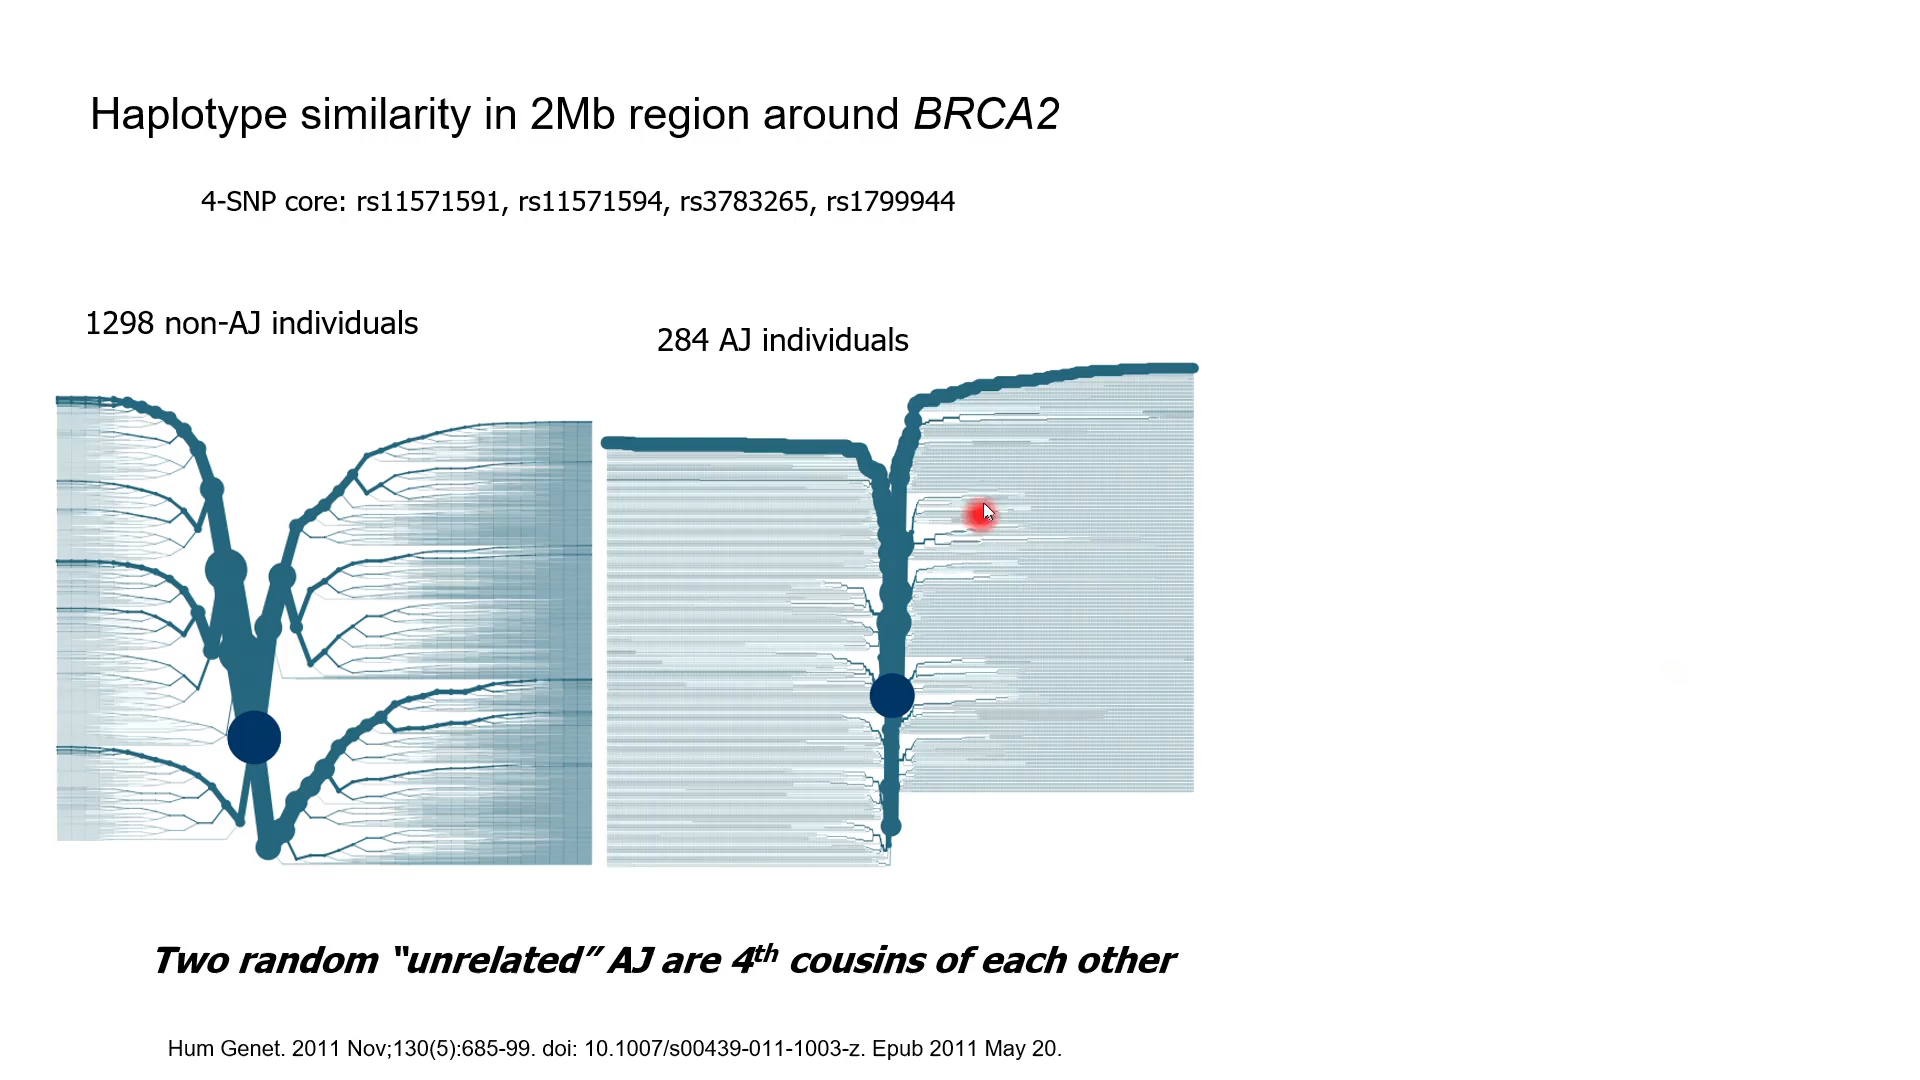 Haplotype similarity in 2Mb region around BRCA2
4-SNP core: rs11571591, rs11571594, rs3783265, rs1799944
1298 non-AJ individuals
284 AJ individuals
Two random “unrelated” AJ are 4th cousins of each other
Hum Genet. 2011 Nov;130(5):685-99. doi: 10.1007/s00439-011-1003-z. Epub 2011 May 20.